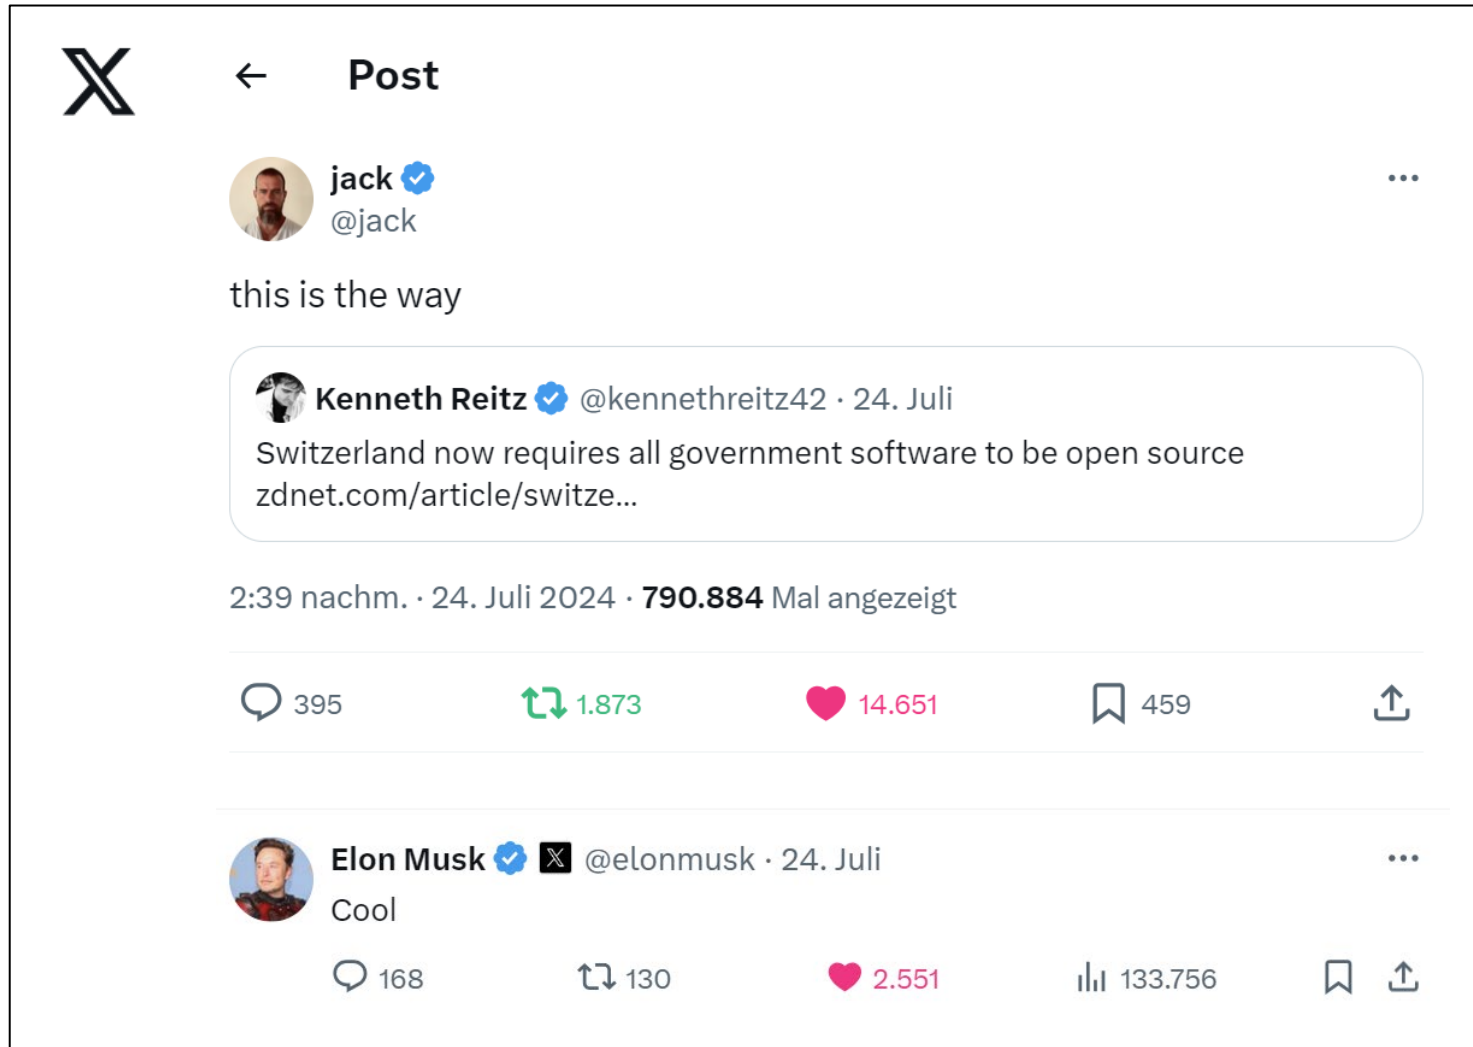 Post
jack
@jack
this is the way
Kenneth Reitz @kennethreitz42 · 24. Juli
Switzerland now requires all government software to be open source
zdnet.com/article/switze...
2:39 nachm. · 24. Juli 2024 · 790.884 Mal angezeigt
395 1.873 14.651 459
Elon Musk @elonmusk · 24. Juli
Cool
168 130 2.551 133.756